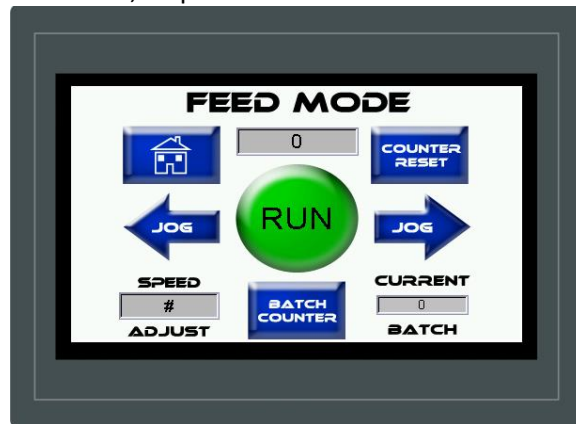 FEED MODE
0
COUNTER
RESET
JOG
RUN
JOG
SPEED
#
ADJUST
BATCH
COUNTER
CURRENT
0
BATCH